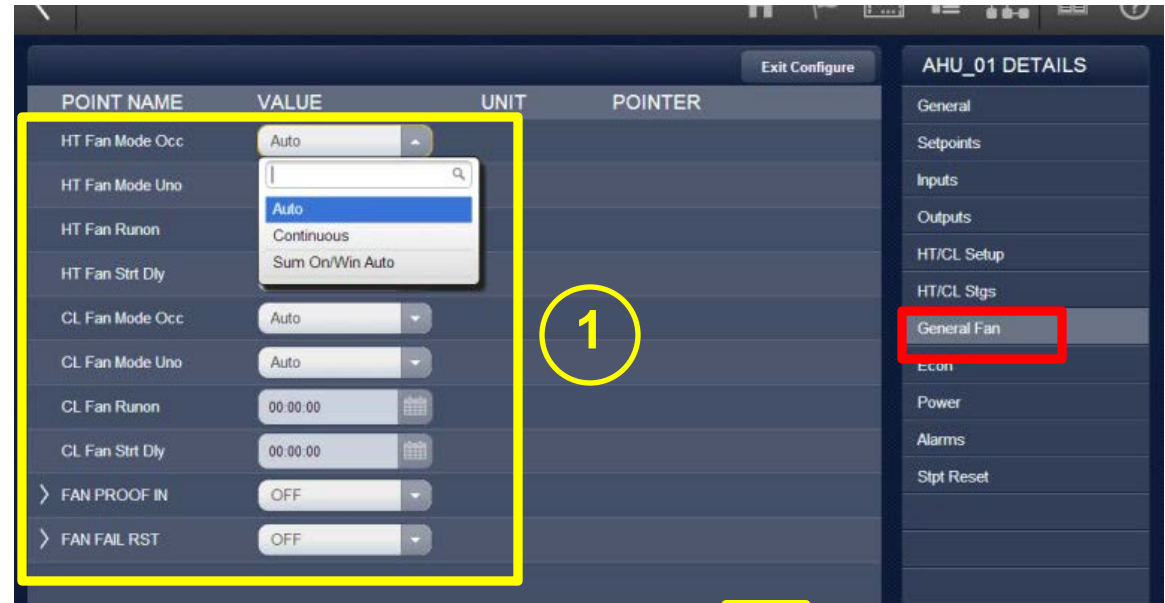 Exit Configure
AHU_01 DETAILS
POINT NAME VALUE UNIT POINTER
General
HT Fan Mode Occ Auto
Setpoints
HT Fan Mode Uno
Inputs
Auto
HT Fan Runon
Outputs
Continuous
Sum On/Win Auto
HT/CL Setup
HT Fan Strt Dly
HT/CL Stgs
CL Fan Mode Occ Auto
1
General Fan
CL Fan Mode Uno Auto
Econ
CL Fan Runon 00:00:00
Power
CL Fan Strt Dly 00:00:00
Alarms
Stpt Reset
FAN PROOF IN OFF
FAN FAIL RST OFF